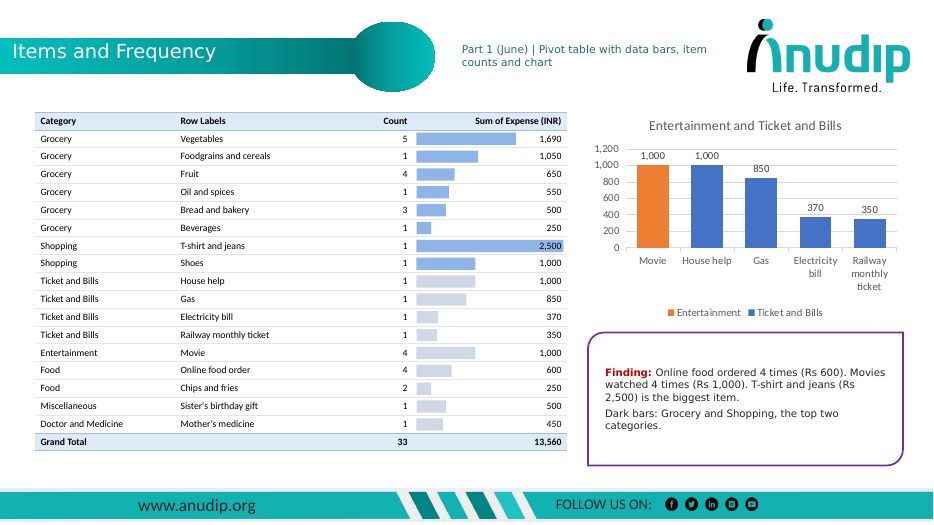 Items and Frequency
Part 1 (June) | Pivot table with data bars, item
counts and chart
Anudip
Life. Transformed.
Category Row Labels Count Sum of Expense (INR)
Grocery Vegetables 5 1,690
Grocery Foodgrains and cereals 1 1,050
Grocery Fruit 4 650
Grocery Oil and spices 1 550
Grocery Bread and bakery 3 500
Grocery Beverages 1 250
Shopping T-shirt and jeans 1 2,500
Shopping Shoes 1 1,000
Ticket and Bills House help 1 1,000
Ticket and Bills Gas 1 850
Ticket and Bills Electricity bill 1 370
Ticket and Bills Railway monthly ticket 1 350
Entertainment Movie 4 1,000
Food Online food order 4 600
Food Chips and fries 2 250
Miscellaneous Sister's birthday gift 1 500
Doctor and Medicine Mother's medicine 1 450
Grand Total 33 13,560
Entertainment and Ticket and Bills
1,200
1,000
800
600
400
200
0
1,000 1,000 850 370 350
Movie House help Gas Electricity Railway
bill monthly
ticket
Entertainment Ticket and Bills
Finding: Online food ordered 4 times (Rs 600). Movies
watched 4 times (Rs 1,000). T-shirt and jeans (Rs
2,500) is the biggest item.
Dark bars: Grocery and Shopping, the top two
categories.
www.anudip.org
FOLLOW US ON: